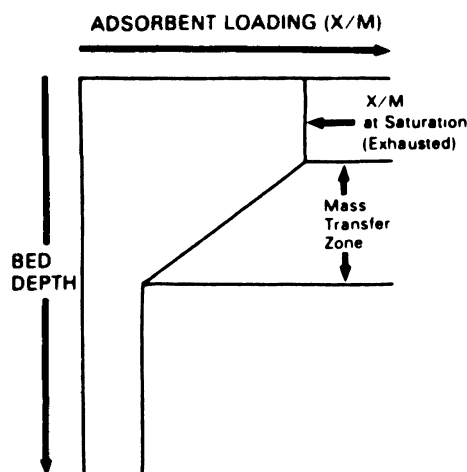 ADSORBENT LOADING (X/M)
X/M
at Saturation
(Exhausted)
Mass
Transfer
Zone
BED
DEPTH